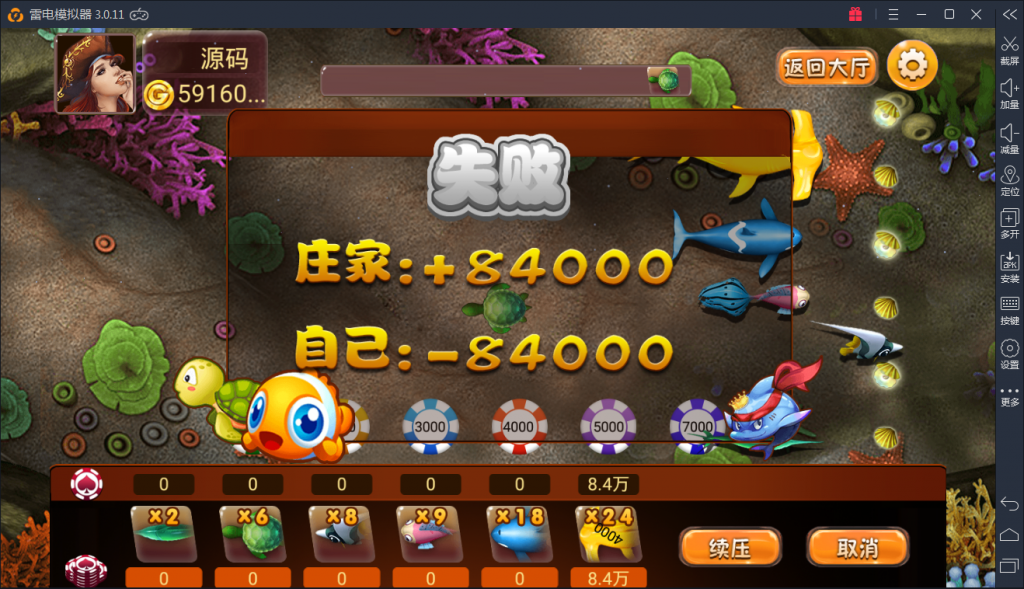 雷电模拟器 3.0.11
源码
59160...
返回大厅
失败
庄家:+84000
自己:-84000
3000
4000
5000
7000
0
0
0
0
0
8.4万
×2
×6
×8
×9
×18
×24
4000
续压
取消
0
0
0
0
0
8.4万
截屏
加量
减量
定位
多开
APK
安装
按键
设置
更多